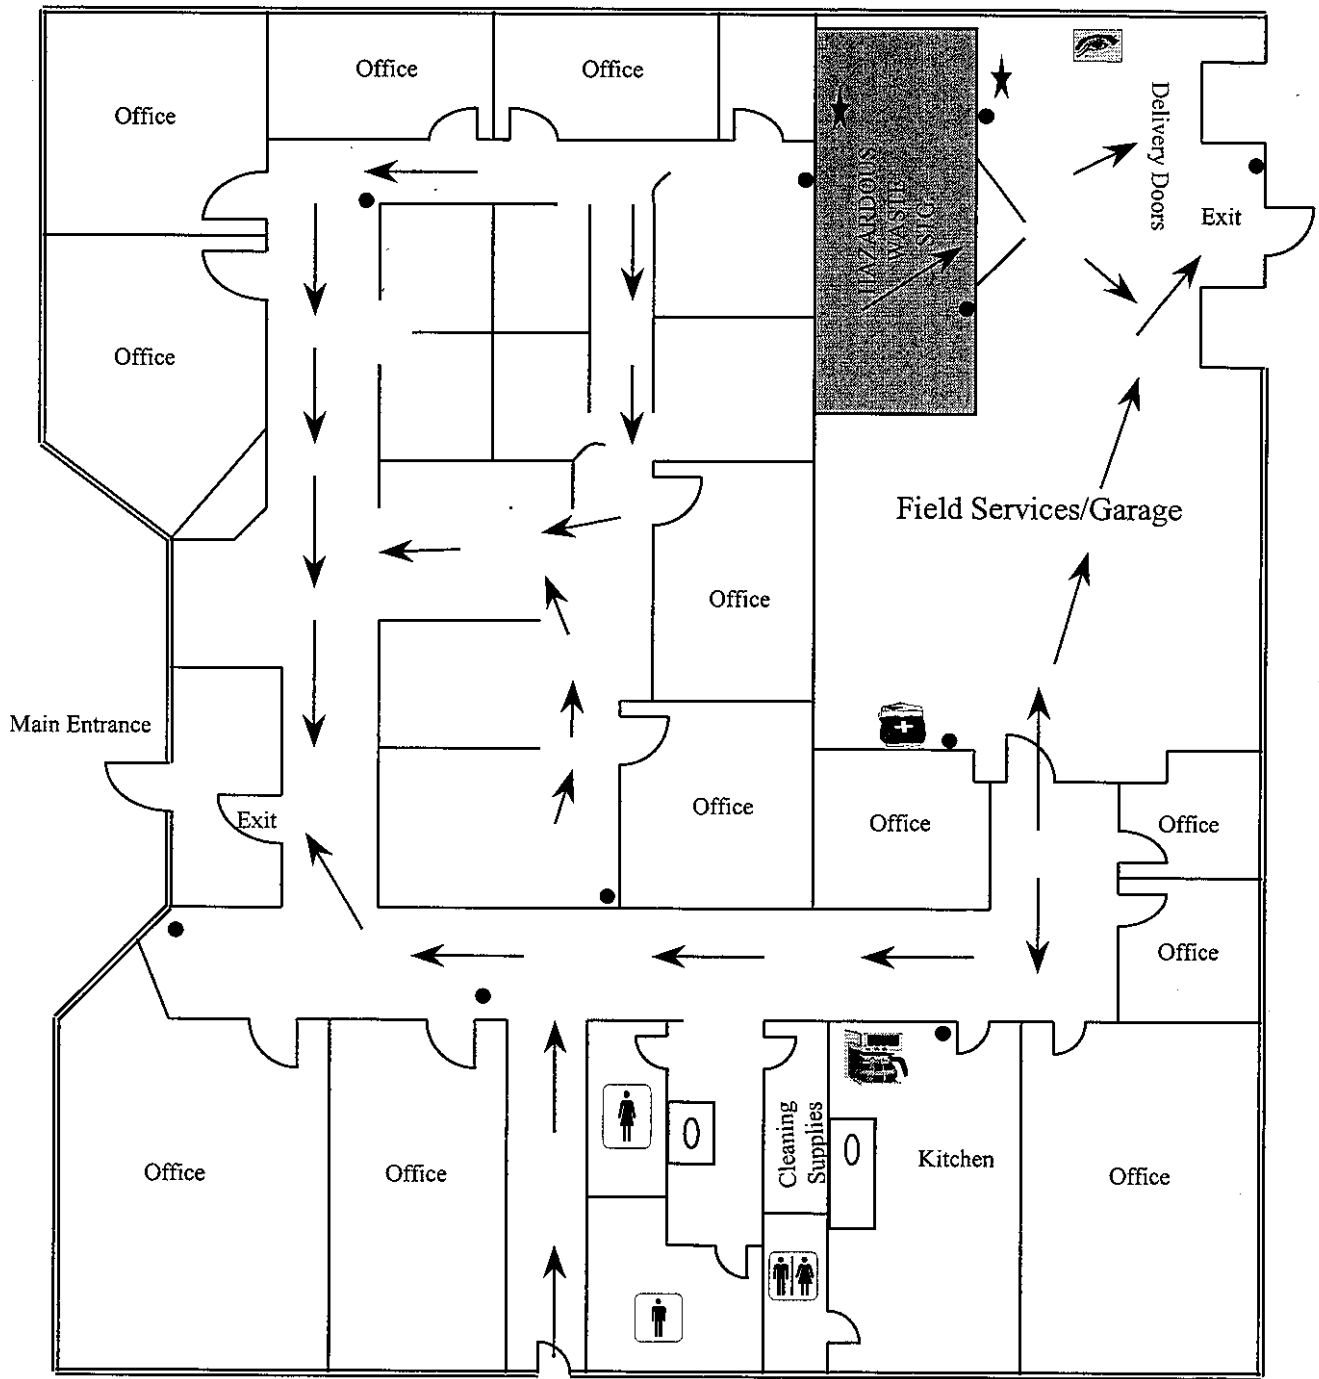 Office
Office
Office
Delivery Doors
HAZARDOUS
WASTE
STG.
Exit
Office
Field Services/Garage
Office
Main Entrance
Office
Office
Office
Exit
Office
Office
Office
Cleaning
Supplies
Kitchen
Office
Office